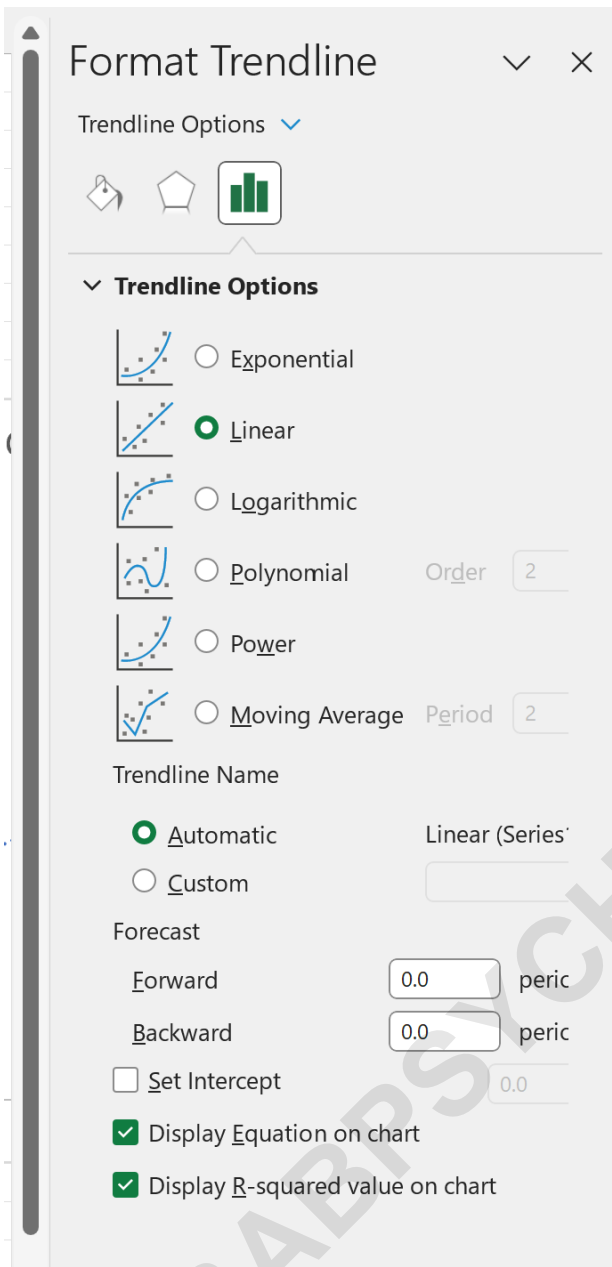 Format Trendline
Trendline Options
Trendline Options
Exponential
Linear
Logarithmic
Polynomial Order 2
Power
Moving Average Period 2
Trendline Name
Automatic Linear (Series
Custom
Forecast
Forward 0.0 peric
Backward 0.0 peric
Set Intercept 0.0
Display Equation on chart
Display R-squared value on chart
ABPSYCH